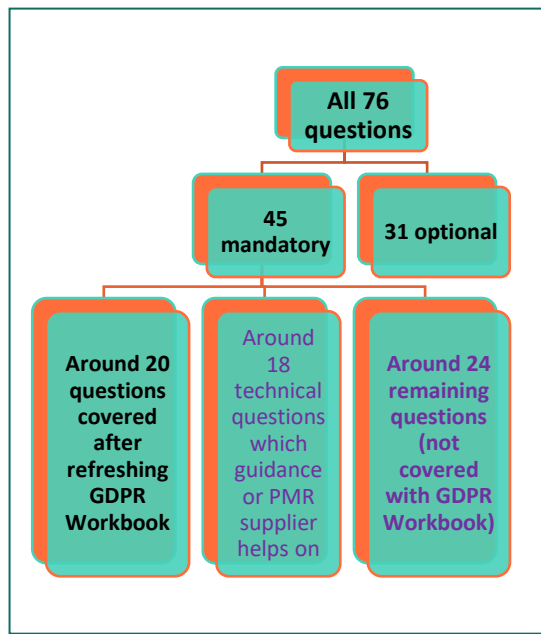 All 76
questions
45
mandatory
31 optional
Around 20
questions
covered
after
refreshing
GDPR
Workbook
Around
18
technical
questions
which
guidance
or PMR
supplier
helps on
Around 24
remaining
questions
(not
covered
with GDPR
Workbook)